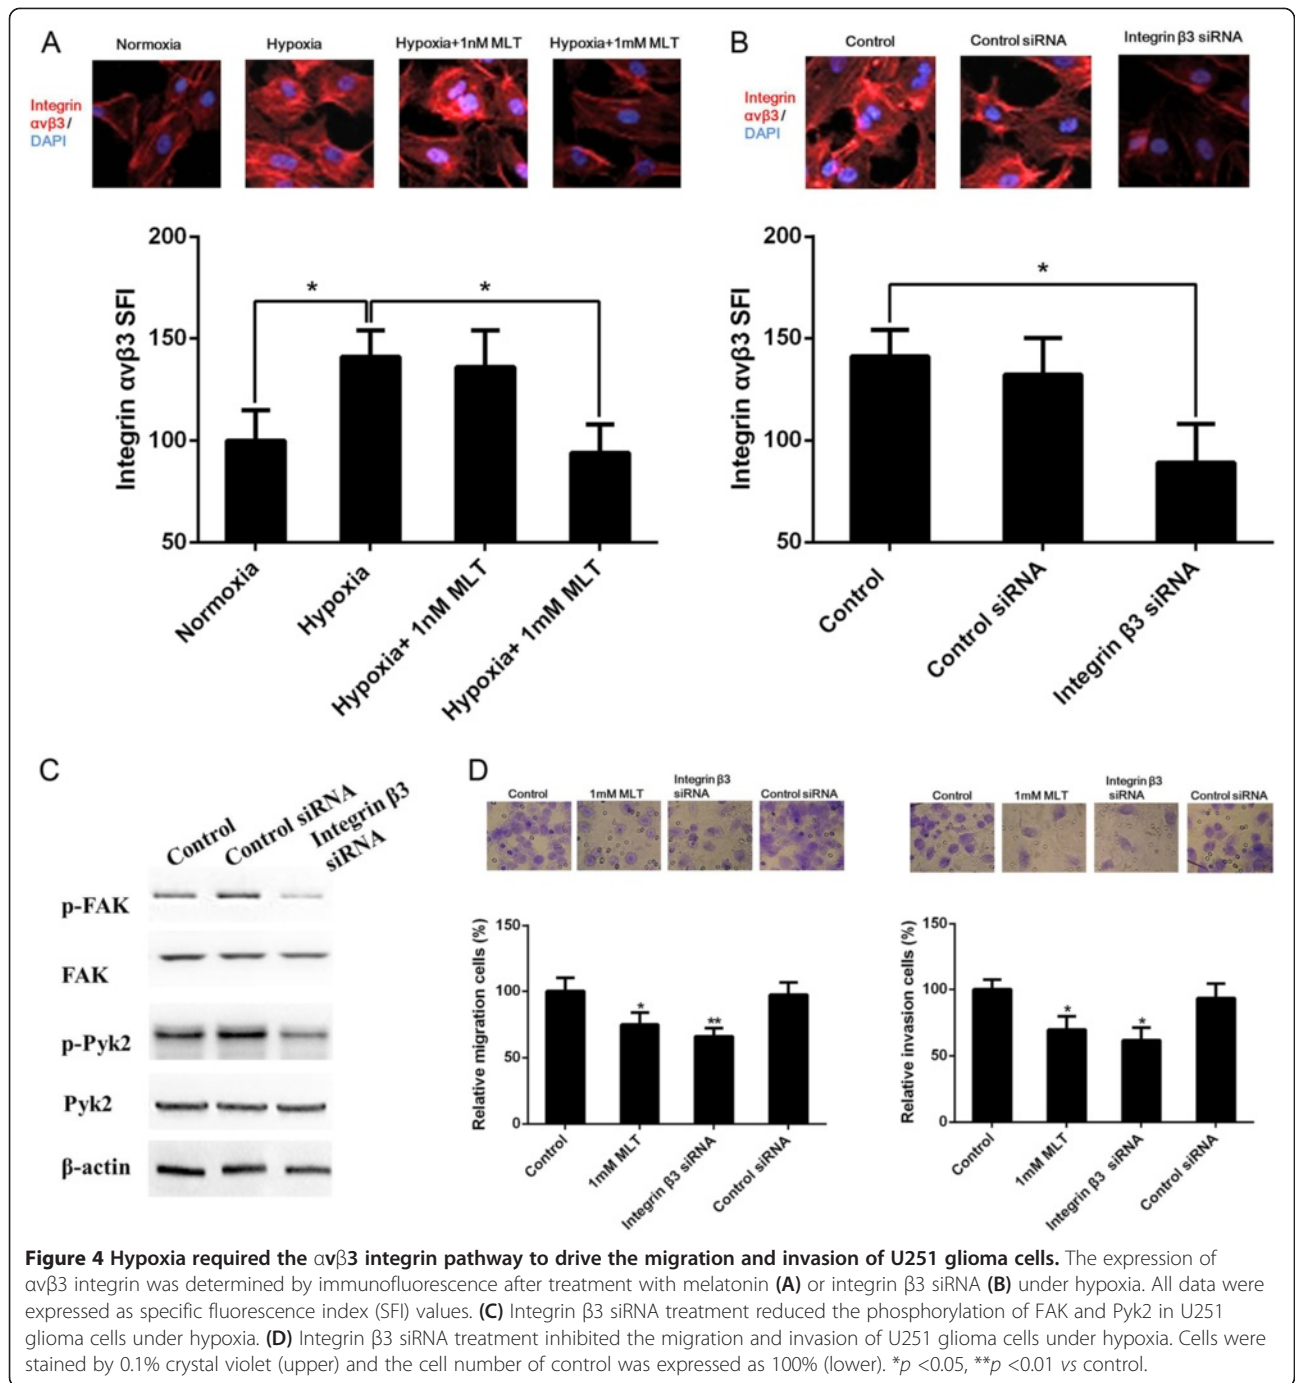 A
Normoxia
Hypoxia
Hypoxia+1nM MLT
Hypoxia+1mM MLT
Integrin
αvβ3/
DAPI
200
150
100
50
Integrin αvβ3 SFI
*
*
Normoxia
Hypoxia
Hypoxia+ 1nM MLT
Hypoxia+ 1mM MLT
B
Control
Control siRNA
Integrin β3 siRNA
Integrin
αvβ3/
DAPI
200
150
100
50
Integrin αvβ3 SFI
*
Control
Control siRNA
Integrin β3 siRNA
C
Control
Control siRNA
Integrin β3
siRNA
p-FAK
FAK
p-Pyk2
Pyk2
β-actin
D
Control
1mM MLT
Integrin β3
siRNA
Control siRNA
150
100
50
0
Relative migration cells (%)
*
**
Control
1mM MLT
Integrin β3 siRNA
Control siRNA
Control
1mM MLT
Integrin β3
siRNA
Control siRNA
150
100
50
0
Relative invasion cells (%)
*
*
Control
1mM MLT
Integrin β3 siRNA
Control siRNA
Figure 4 Hypoxia required the αvβ3 integrin pathway to drive the migration and invasion of U251 glioma cells. The expression of
αvβ3 integrin was determined by immunofluorescence after treatment with melatonin (A) or integrin β3 siRNA (B) under hypoxia. All data were
expressed as specific fluorescence index (SFI) values. (C) Integrin β3 siRNA treatment reduced the phosphorylation of FAK and Pyk2 in U251
glioma cells under hypoxia. (D) Integrin β3 siRNA treatment inhibited the migration and invasion of U251 glioma cells under hypoxia. Cells were
stained by 0.1% crystal violet (upper) and the cell number of control was expressed as 100% (lower). *p <0.05, **p <0.01 vs control.